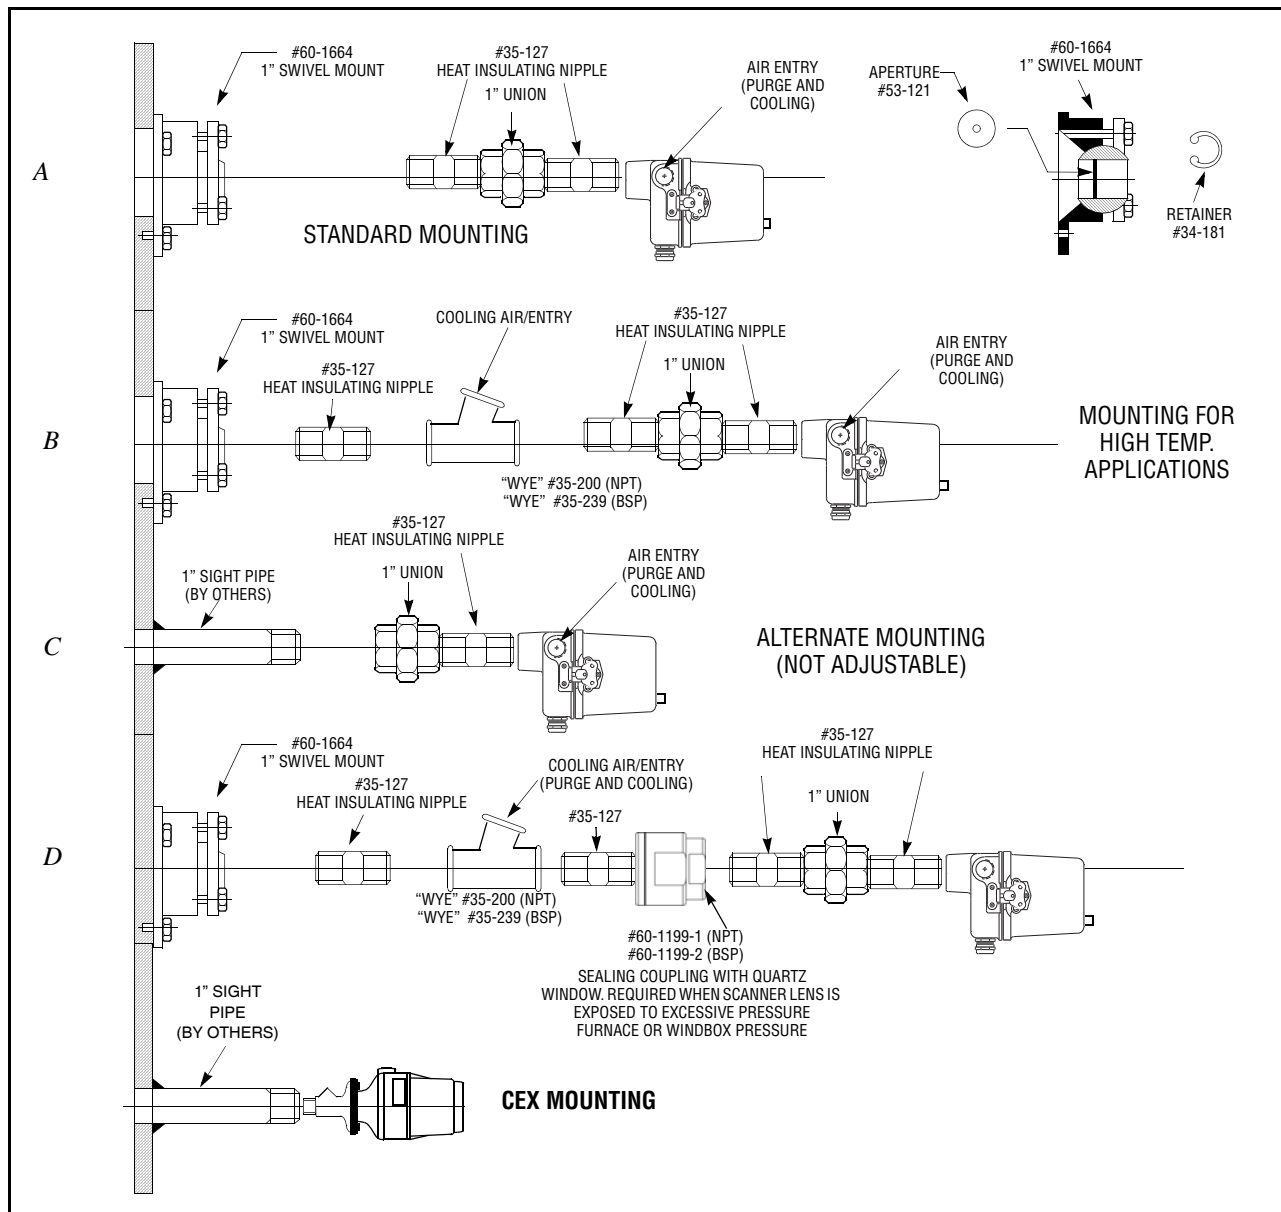 #60-1664
1” SWIVEL MOUNT
#35-127
HEAT INSULATING NIPPLE
1” UNION
AIR ENTRY
(PURGE AND
COOLING)
APERTURE
#53-121
#60-1664
1” SWIVEL MOUNT
RETAINER
#34-181
A
STANDARD MOUNTING
#60-1664
1” SWIVEL MOUNT
#35-127
HEAT INSULATING NIPPLE
COOLING AIR/ENTRY
#35-127
HEAT INSULATING NIPPLE
1” UNION
AIR ENTRY
(PURGE AND
COOLING)
B
“WYE” #35-200 (NPT)
“WYE” #35-239 (BSP)
MOUNTING FOR
HIGH TEMP.
APPLICATIONS
1” SIGHT PIPE
(BY OTHERS)
#35-127
HEAT INSULATING NIPPLE
1” UNION
AIR ENTRY
(PURGE AND
COOLING)
C
ALTERNATE MOUNTING
(NOT ADJUSTABLE)
#60-1664
1” SWIVEL MOUNT
#35-127
HEAT INSULATING NIPPLE
COOLING AIR/ENTRY
(PURGE AND COOLING)
#35-127
#35-127
HEAT INSULATING NIPPLE
1” UNION
D
“WYE” #35-200 (NPT)
“WYE” #35-239 (BSP)
#60-1199-1 (NPT)
#60-1199-2 (BSP)
SEALING COUPLING WITH QUARTZ
WINDOW. REQUIRED WHEN SCANNER LENS IS
EXPOSED TO EXCESSIVE PRESSURE
FURNACE OR WINDBOX PRESSURE
1” SIGHT
PIPE
(BY OTHERS)
CEX MOUNTING